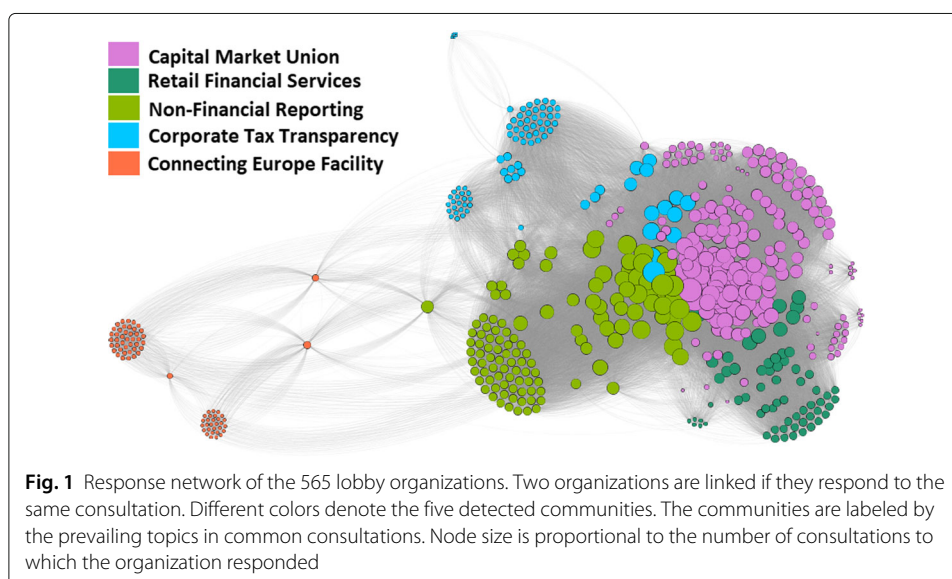 Capital Market Union
Retail Financial Services
Non-Financial Reporting
Corporate Tax Transparency
Connecting Europe Facility
Fig. 1 Response network of the 565 lobby organizations. Two organizations are linked if they respond to the
same consultation. Different colors denote the five detected communities. The communities are labeled by
the prevailing topics in common consultations. Node size is proportional to the number of consultations to
which the organization responded